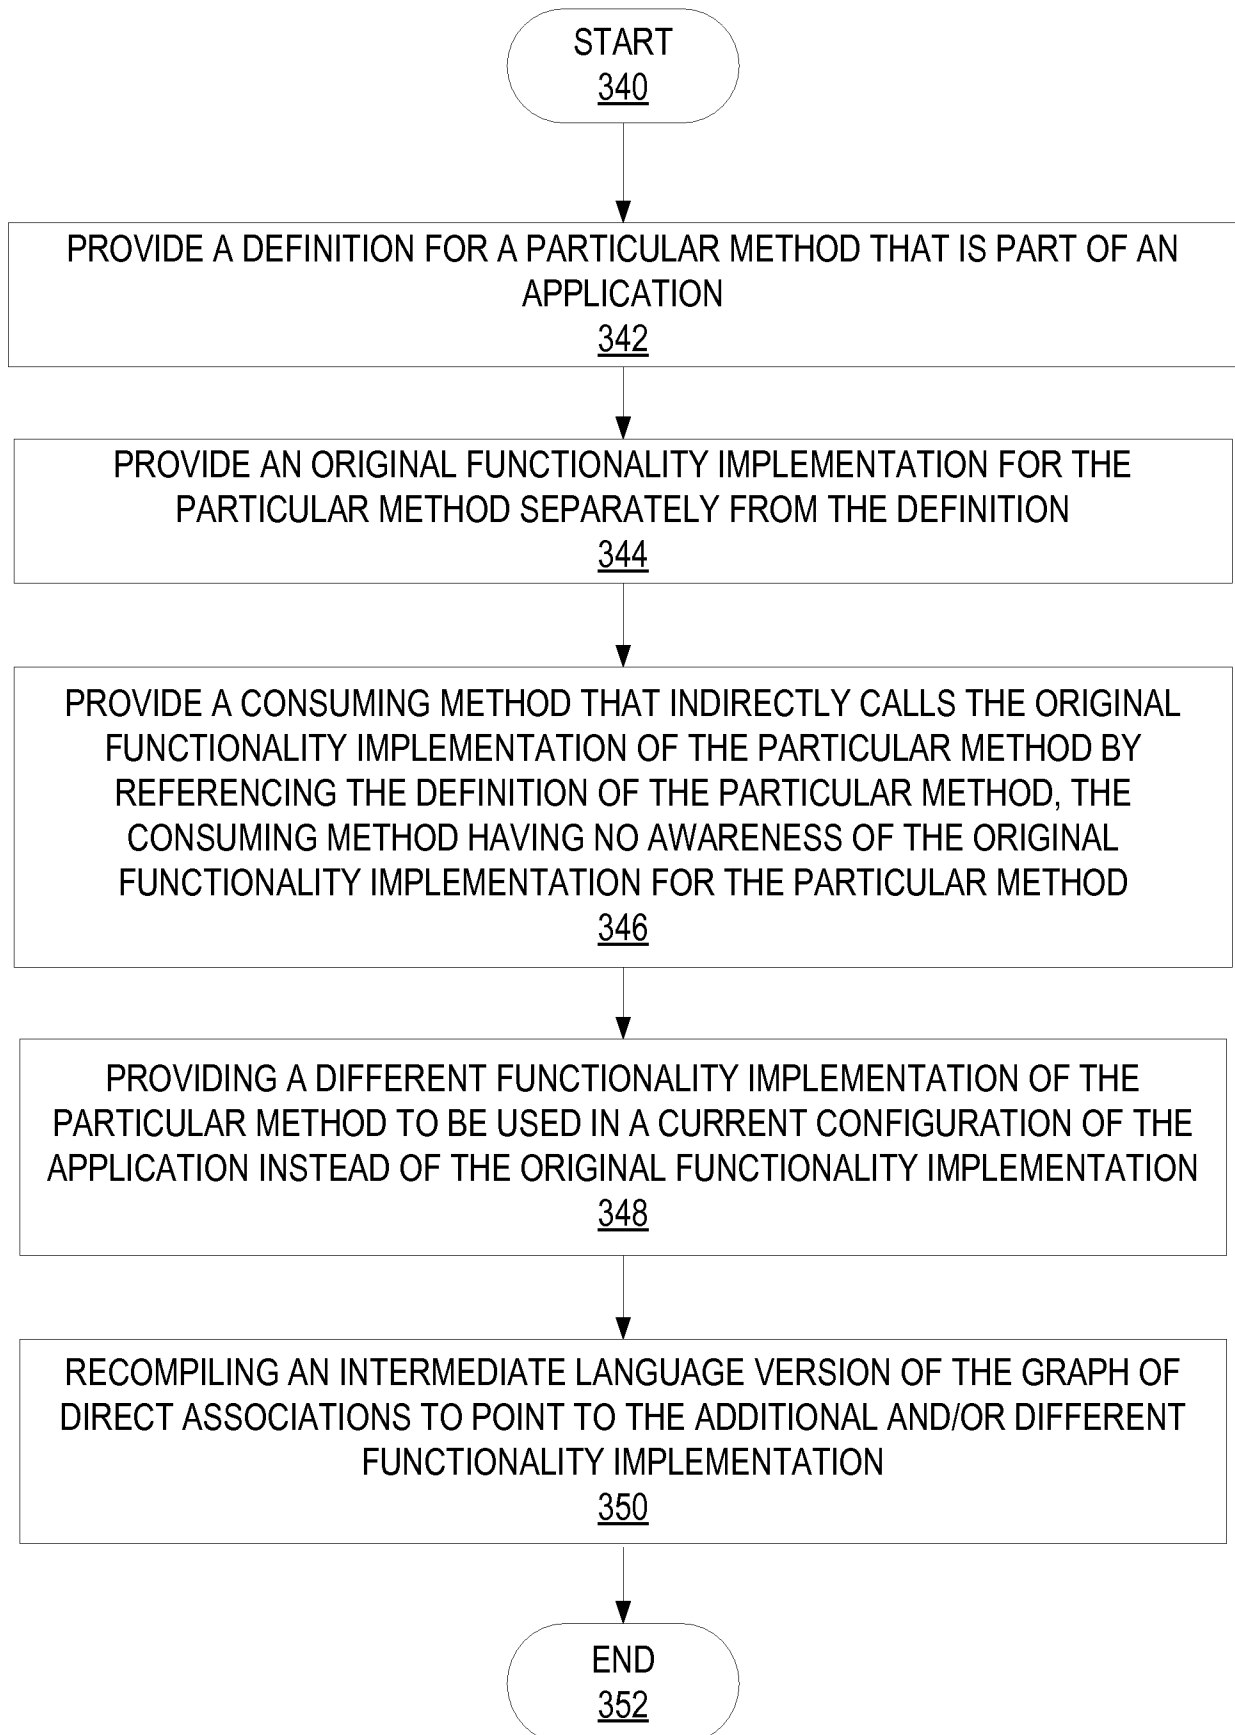 START
340
PROVIDE A DEFINITION FOR A PARTICULAR METHOD THAT IS PART OF AN
APPLICATION
342
PROVIDE AN ORIGINAL FUNCTIONALITY IMPLEMENTATION FOR THE
PARTICULAR METHOD SEPARATELY FROM THE DEFINITION
344
PROVIDE A CONSUMING METHOD THAT INDIRECTLY CALLS THE ORIGINAL
FUNCTIONALITY IMPLEMENTATION OF THE PARTICULAR METHOD BY
REFERENCING THE DEFINITION OF THE PARTICULAR METHOD, THE
CONSUMING METHOD HAVING NO AWARENESS OF THE ORIGINAL
FUNCTIONALITY IMPLEMENTATION FOR THE PARTICULAR METHOD
346
PROVIDING A DIFFERENT FUNCTIONALITY IMPLEMENTATION OF THE
PARTICULAR METHOD TO BE USED IN A CURRENT CONFIGURATION OF THE
APPLICATION INSTEAD OF THE ORIGINAL FUNCTIONALITY IMPLEMENTATION
348
RECOMPILING AN INTERMEDIATE LANGUAGE VERSION OF THE GRAPH OF
DIRECT ASSOCIATIONS TO POINT TO THE ADDITIONAL AND/OR DIFFERENT
FUNCTIONALITY IMPLEMENTATION
350
END
352